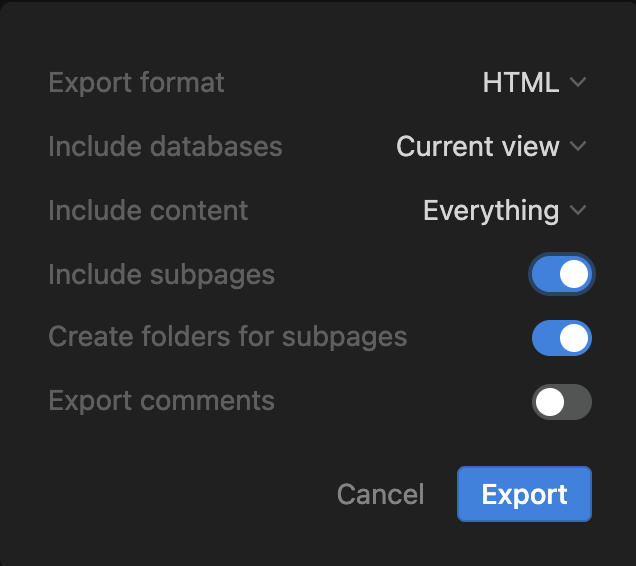 Export format HTML
Include databases Current view
Include content Everything
Include subpages
Create folders for subpages
Export comments
Cancel Export